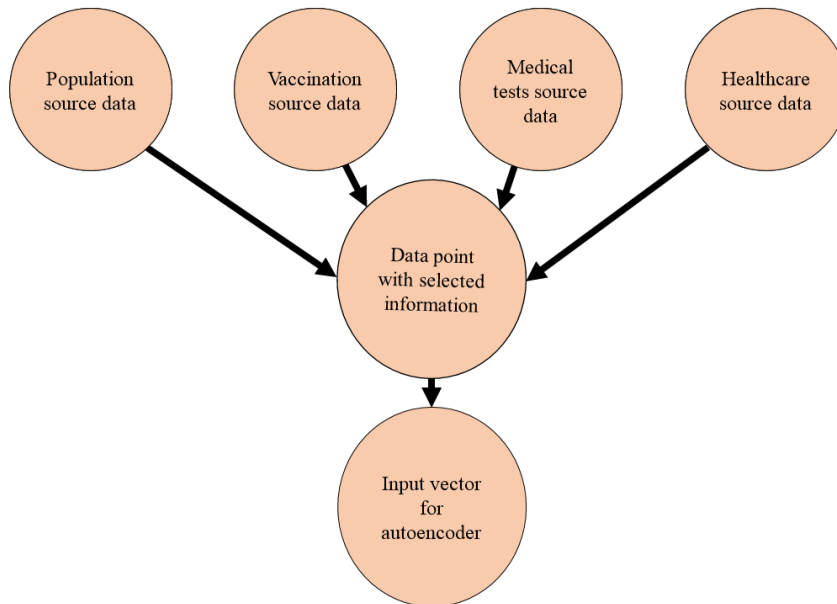 Population
source data
Vaccination
source data
Medical
tests source
data
Healthcare
source data
Data point
with selected
information
Input vector
for
autoencoder